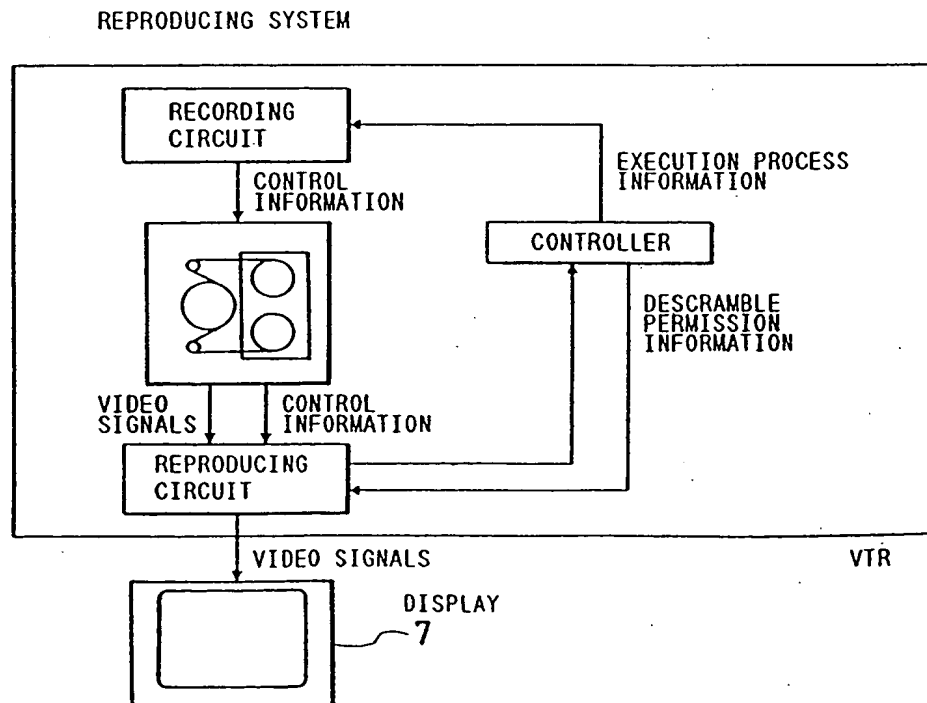 REPRODUCING SYSTEM
RECORDING
CIRCUIT
CONTROL
INFORMATION
EXECUTION PROCESS
INFORMATION
CONTROLLER
DESCRAMBLE
PERMISSION
INFORMATION
VIDEO
SIGNALS
CONTROL
INFORMATION
REPRODUCING
CIRCUIT
VIDEO SIGNALS
VTR
DISPLAY
7